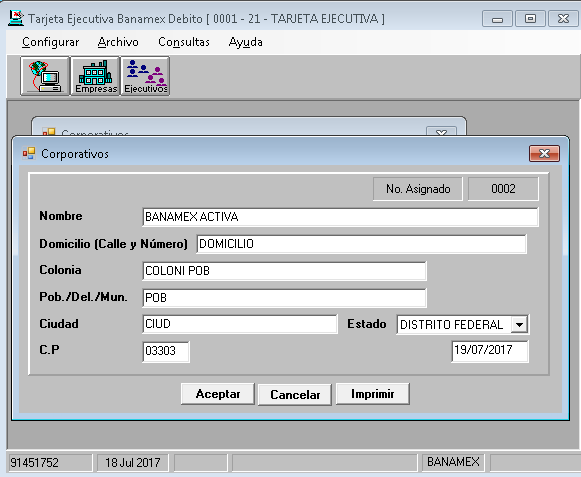 Tarjeta Ejecutiva Banamex Debito [ 0001 - 21 - TARJETA EJECUTIVA ]
Configurar Archivo Consultas Ayuda
Empresas Ejecutivos
Corporativos
Corporativos
No. Asignado 0002
Nombre BANAMEX ACTIVA
Domicilio (Calle y Número) DOMICILIO
Colonia COLONI POB
Pob./Del./Mun. POB
Ciudad CIUD Estado DISTRITO FEDERAL
C.P 03303 19/07/2017
Aceptar Cancelar Imprimir
91451752 18 Jul 2017 BANAMEX